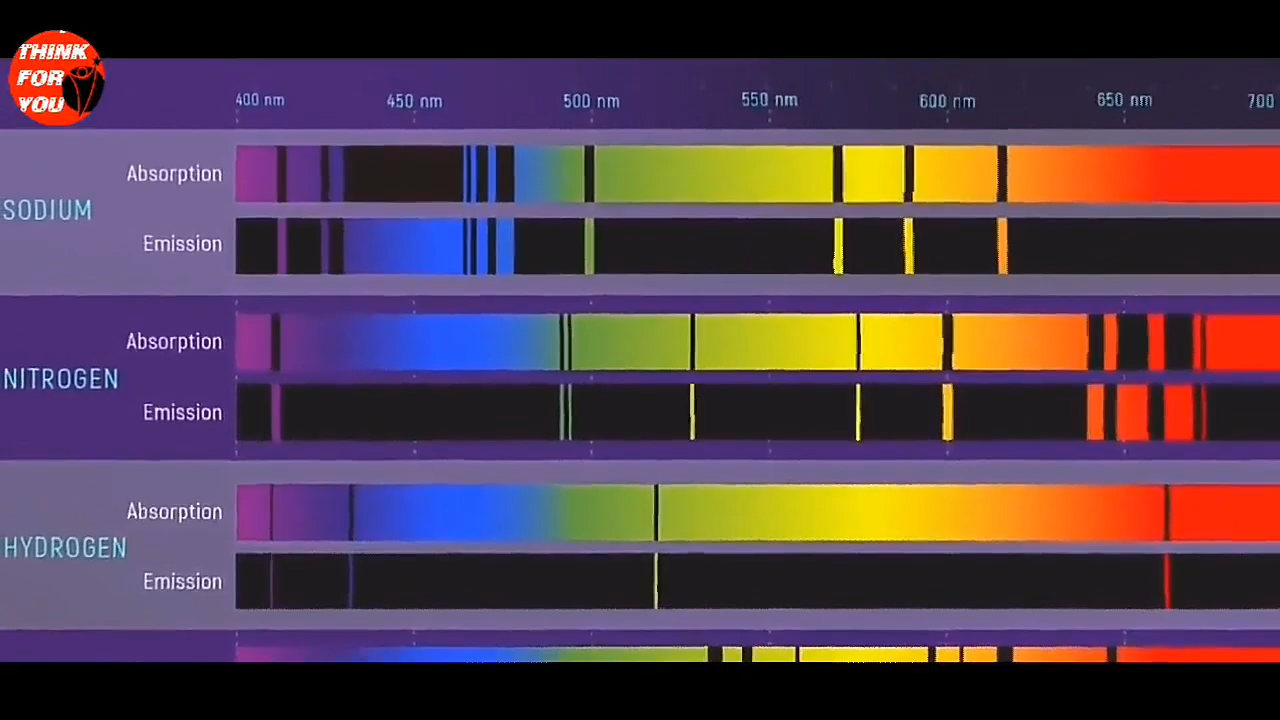 THINK
FOR
YOU
400 nm 450 nm 500 nm 550 nm 600 nm 650 nm 700
Absorption
SODIUM
Emission
Absorption
NITROGEN
Emission
Absorption
HYDROGEN
Emission